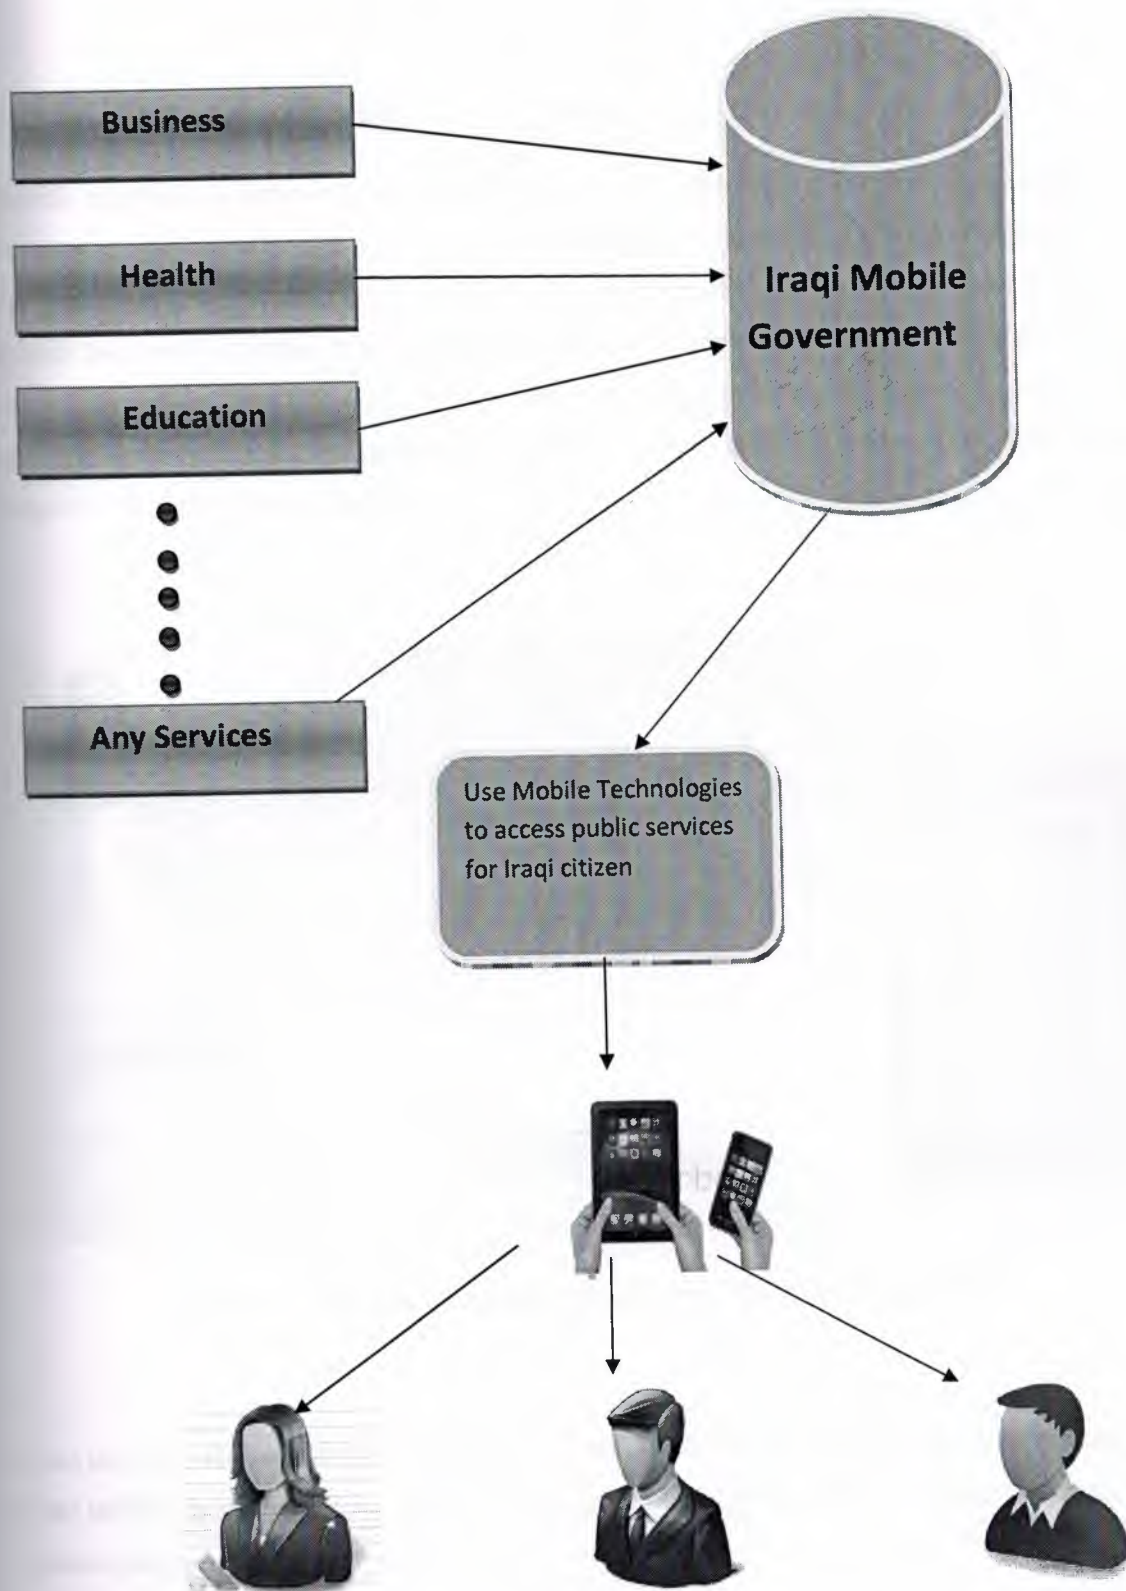 Business
Health
Education
Any Services
Iraqi Mobile
Government
Use Mobile Technologies
to access public services
for Iraqi citizen